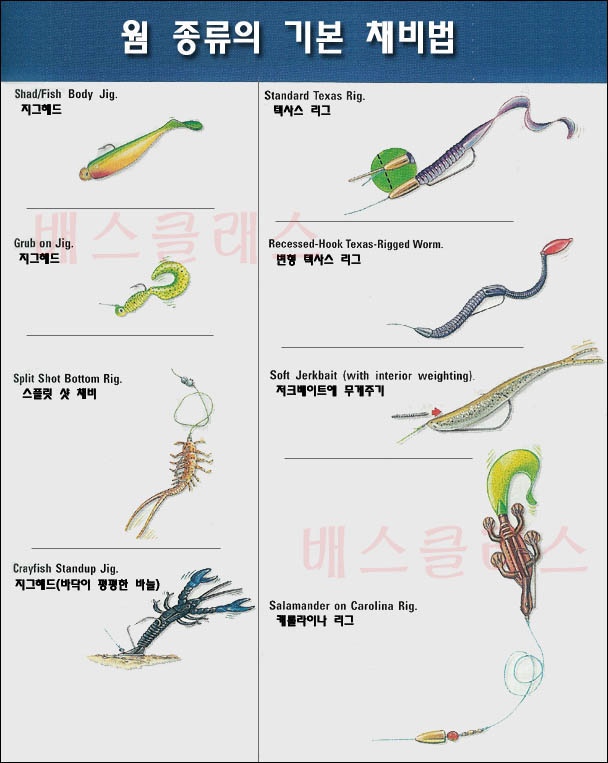 웜 종류의 기본 채비법
Shad/Fish Body Jig.
지그헤드
배스클래스
Grub on Jig.
지그헤드
Split Shot Bottom Rig.
스플릿 샷 채비
Crayfish Standup Jig.
지그헤드(바닥이 평평한 바늘)
Standard Texas Rig.
텍사스 리그
Recessed-Hook Texas-Rigged Worm.
변형 텍사스 리그
Soft Jerkbait (with interior weighting).
저크베이트에 무게주기
배스클래스
Salamander on Carolina Rig.
캐롤라이나 리그